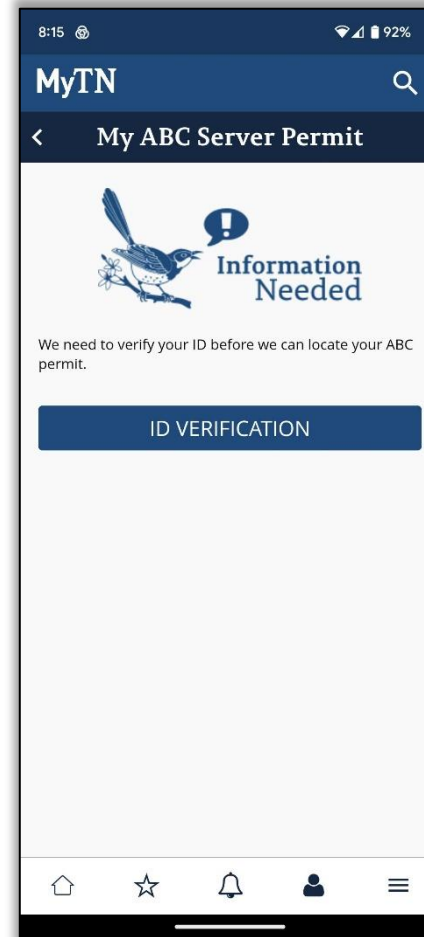 8:15 92%
MyTN
My ABC Server Permit
!
Information
Needed
We need to verify your ID before we can locate your ABC
permit.
ID VERIFICATION